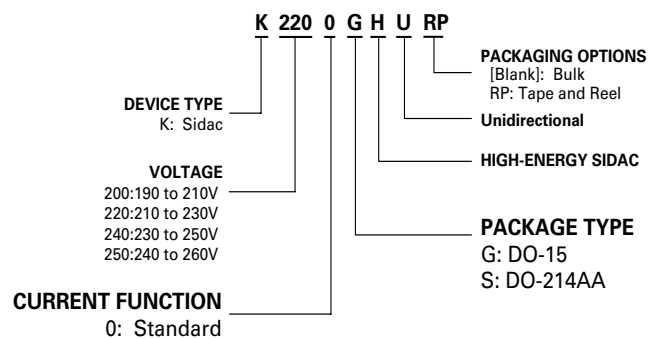 K 220 0 G H U RP
PACKAGING OPTIONS
[Blank]: Bulk
RP: Tape and Reel
Unidirectional
HIGH-ENERGY SIDAC
PACKAGE TYPE
G: DO-15
S: DO-214AA
DEVICE TYPE
K: Sidac
VOLTAGE
200:190 to 210V
220:210 to 230V
240:230 to 250V
250:240 to 260V
CURRENT FUNCTION
0: Standard